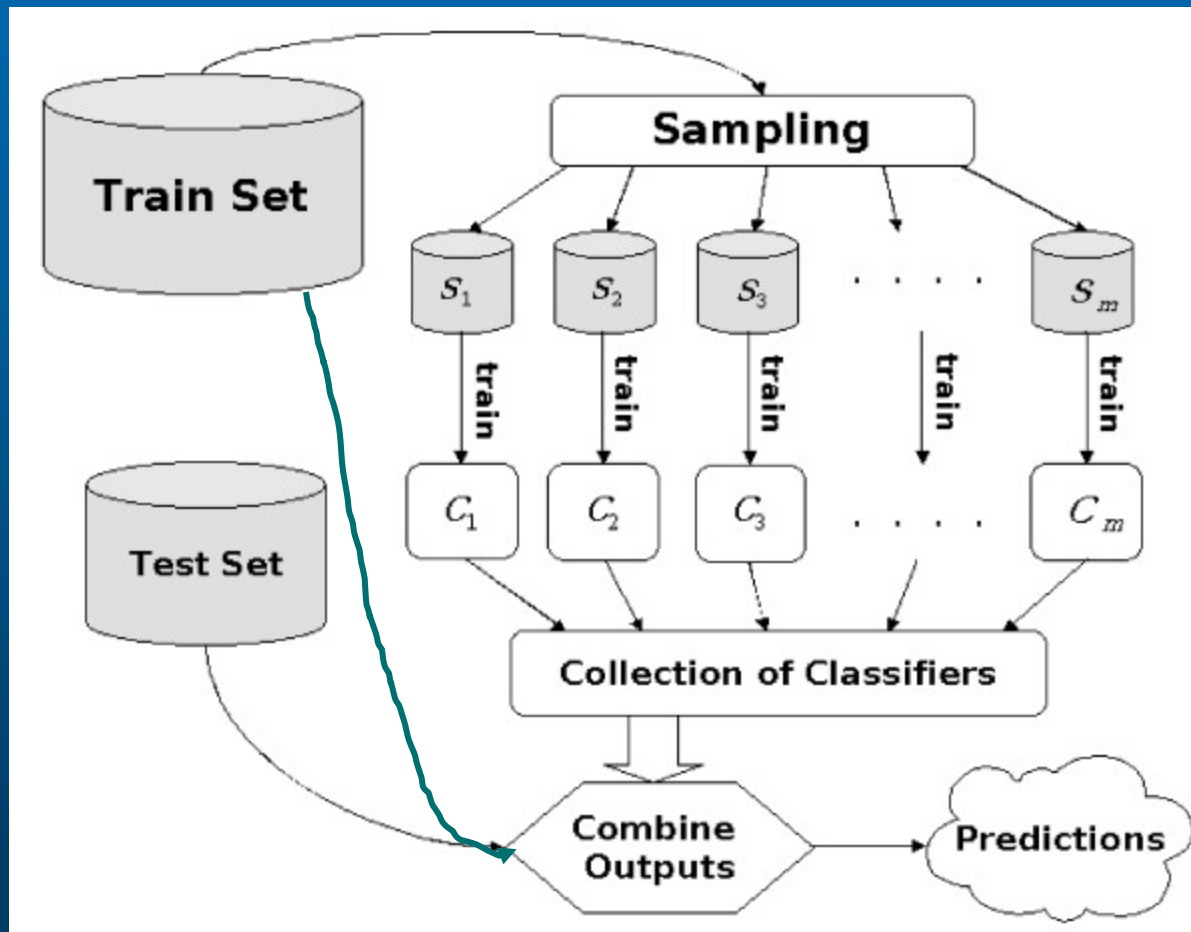 Train Set
Sampling
S1 S2 S3 . . . . Sm
train train train train train
C1 C2 C3 . . . . Cm
Test Set
Collection of Classifiers
Combine
Outputs
Predictions